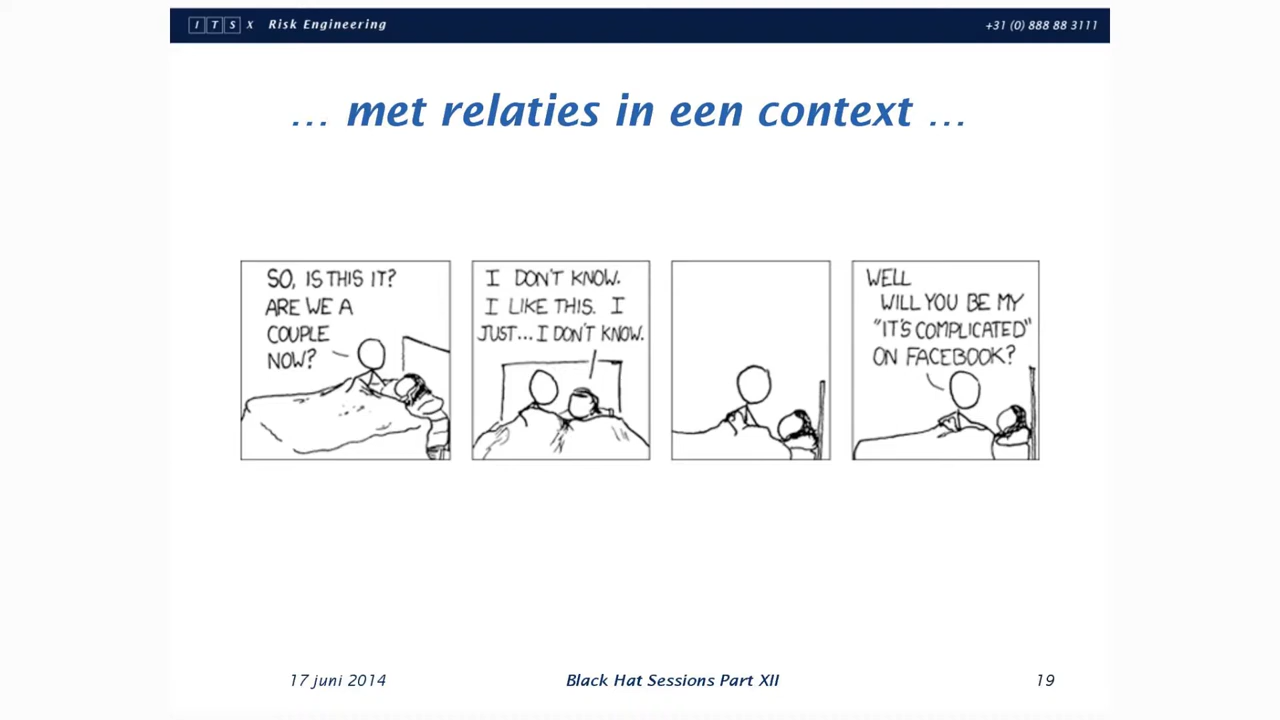 I T S X Risk Engineering
+31 (0) 888 88 3111
... met relaties in een context ...
SO, IS THIS IT?
ARE WE A
COUPLE
NOW?
I DON'T KNOW.
I LIKE THIS. I
JUST...I DON'T KNOW.
WELL
WILL YOU BE MY
"IT'S COMPLICATED"
ON FACEBOOK?
17 juni 2014
Black Hat Sessions Part XII
19